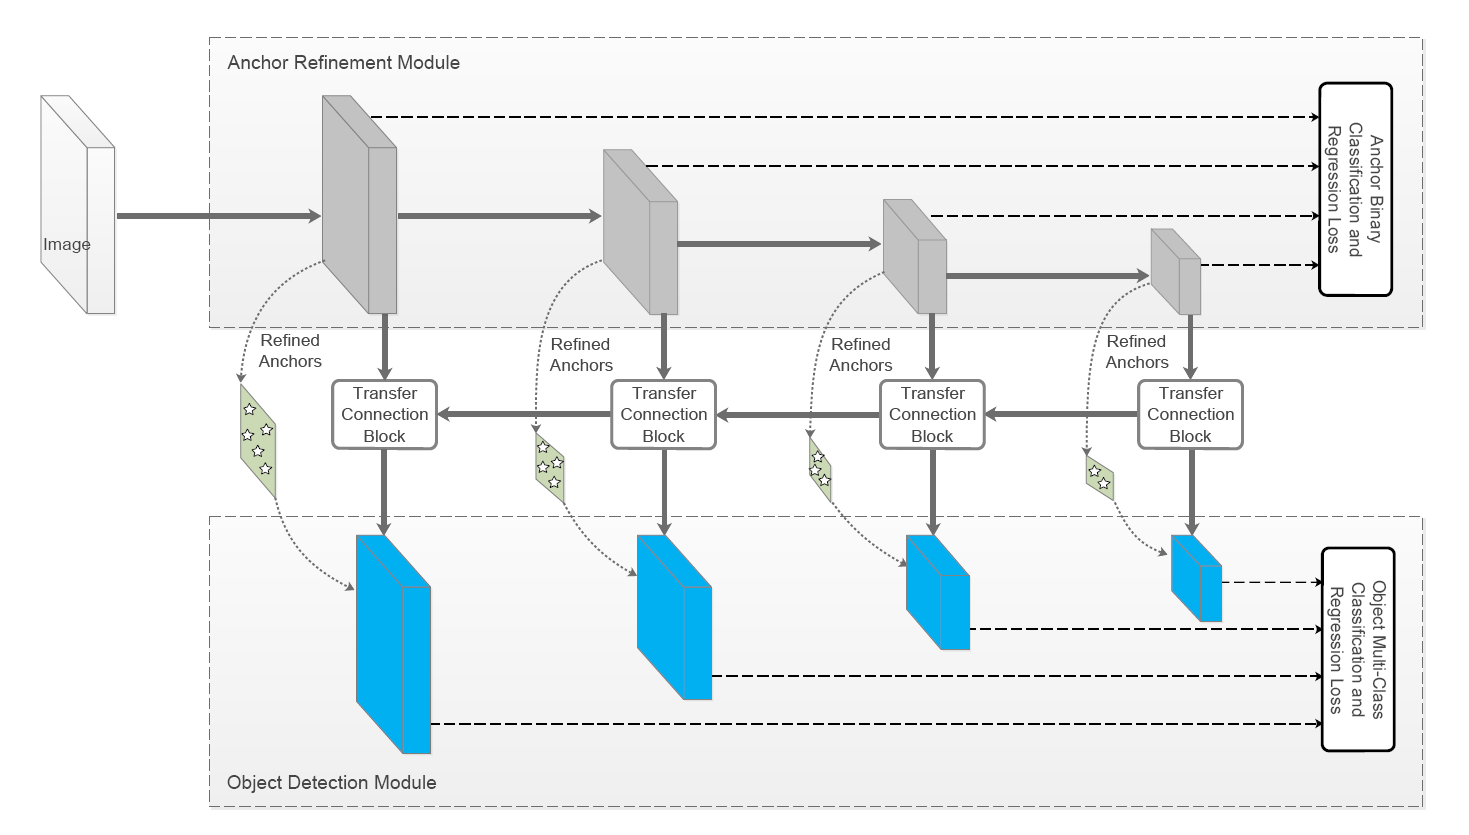 Anchor Refinement Module
Image
Anchor Binary
Classification and
Regression Loss
Refined
Anchors
Refined
Anchors
Refined
Anchors
Refined
Anchors
Transfer
Connection
Block
Transfer
Connection
Block
Transfer
Connection
Block
Transfer
Connection
Block
Object Multi-Class
Classification and
Regression Loss
Object Detection Module